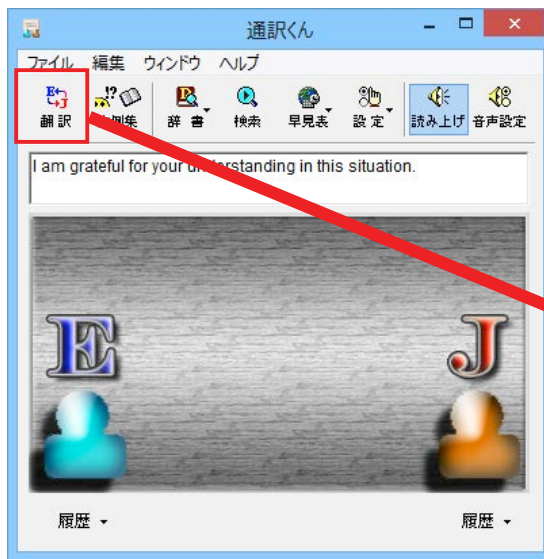 通訳くん
ファイル 編集 ウィンドウ ヘルプ
翻訳 例集 辞書 検索 早見表 設定 読み上げ 音声設定
I am grateful for your understanding in this situation.
E J
履歴 履歴